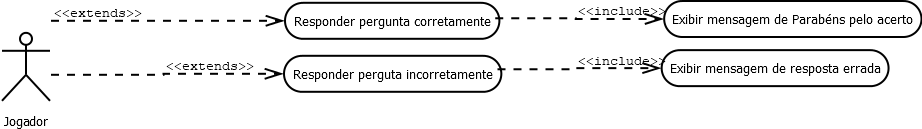 <<extends>>
Responder pergunta corretamente
<<include>>
Exibir mensagem de Parabéns pelo acerto
<<extends>>
Responder perguta incorretamente
<<include>>
Exibir mensagem de resposta errada
Jogador